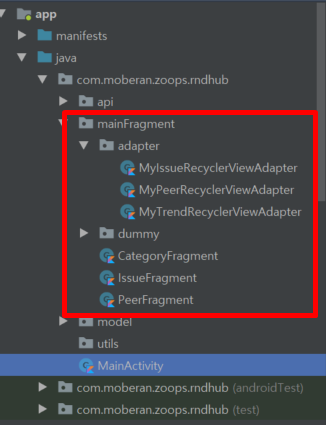 app
manifests
java
com.moberan.zoops.rndhub
api
mainFragment
adapter
MyIssueRecyclerViewAdapter
MyPeerRecyclerViewAdapter
MyTrendRecyclerViewAdapter
dummy
CategoryFragment
IssueFragment
PeerFragment
model
utils
MainActivity
com.moberan.zoops.rndhub (androidTest)
com.moberan.zoops.rndhub (test)